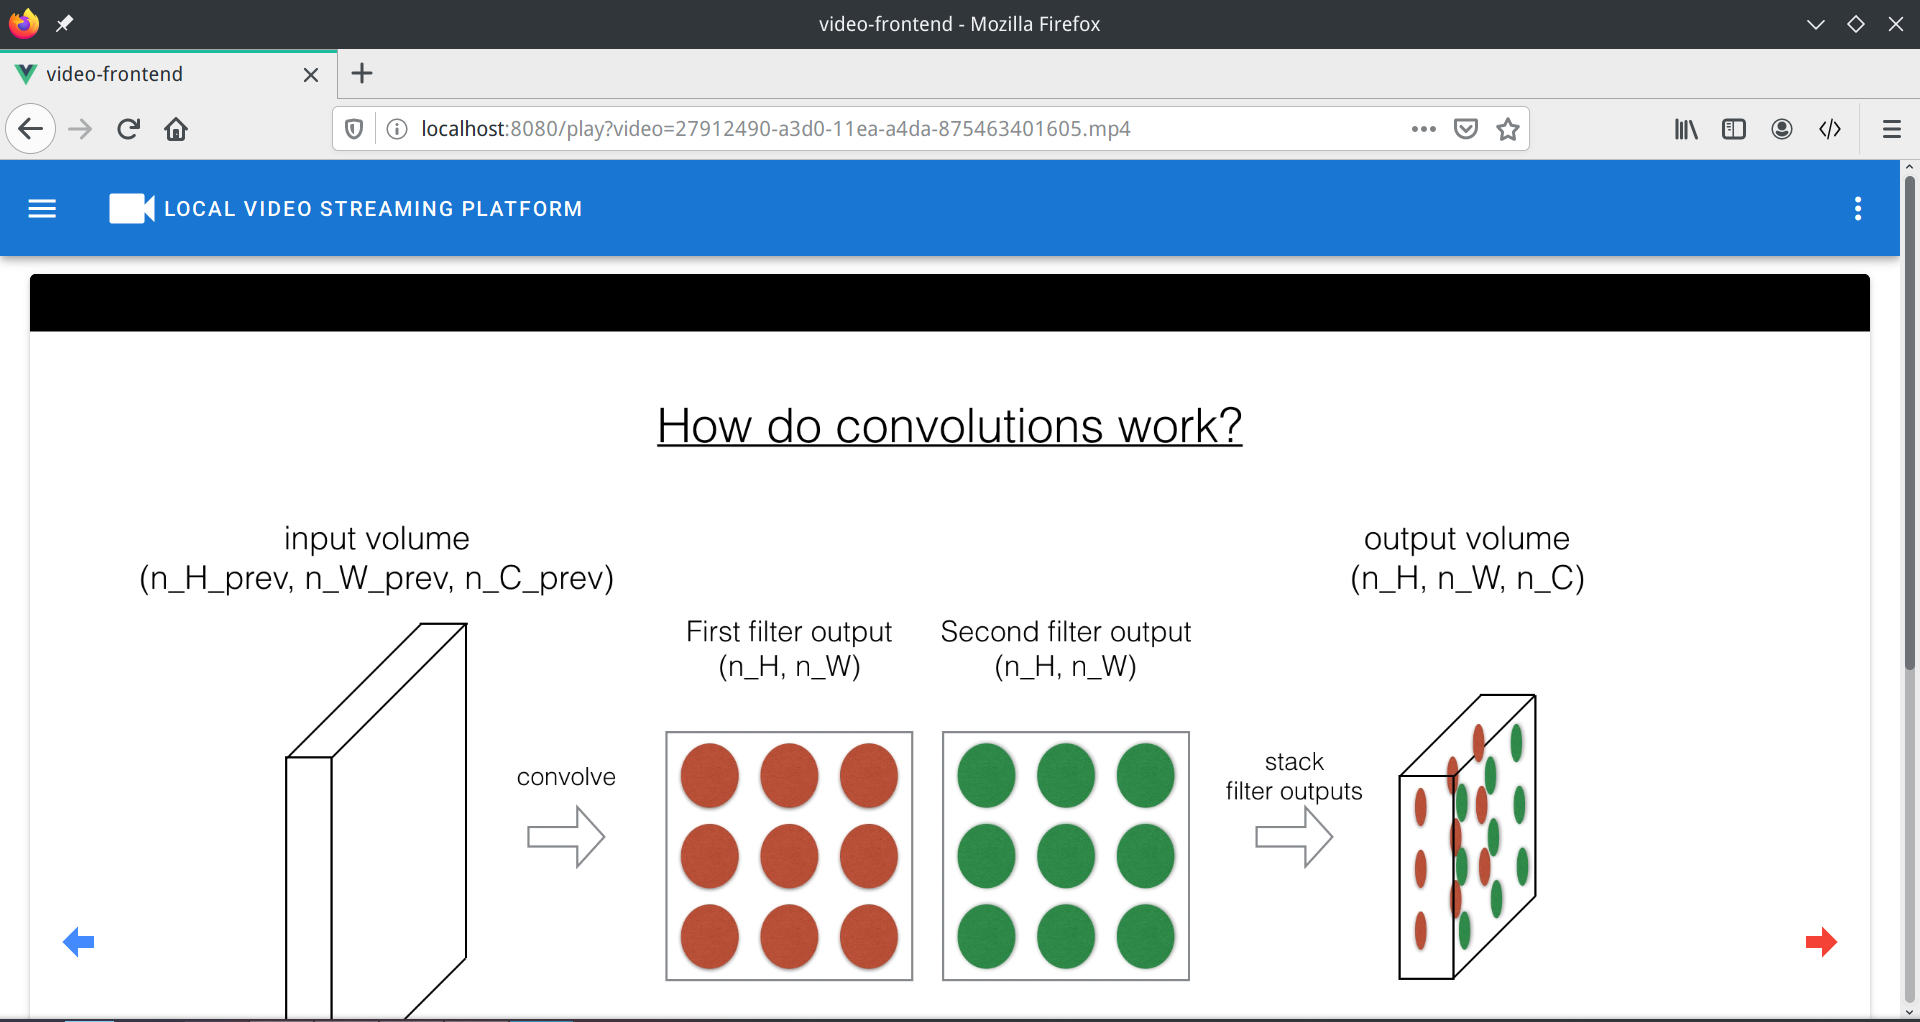 video-frontend - Mozilla Firefox
video-frontend
localhost:8080/play?video=27912490-a3d0-11ea-a4da-875463401605.mp4
LOCAL VIDEO STREAMING PLATFORM
How do convolutions work?
input volume
(n_H_prev, n_W_prev, n_C_prev)
output volume
(n_H, n_W, n_C)
First filter output
(n_H, n_W)
Second filter output
(n_H, n_W)
convolve
stack
filter outputs